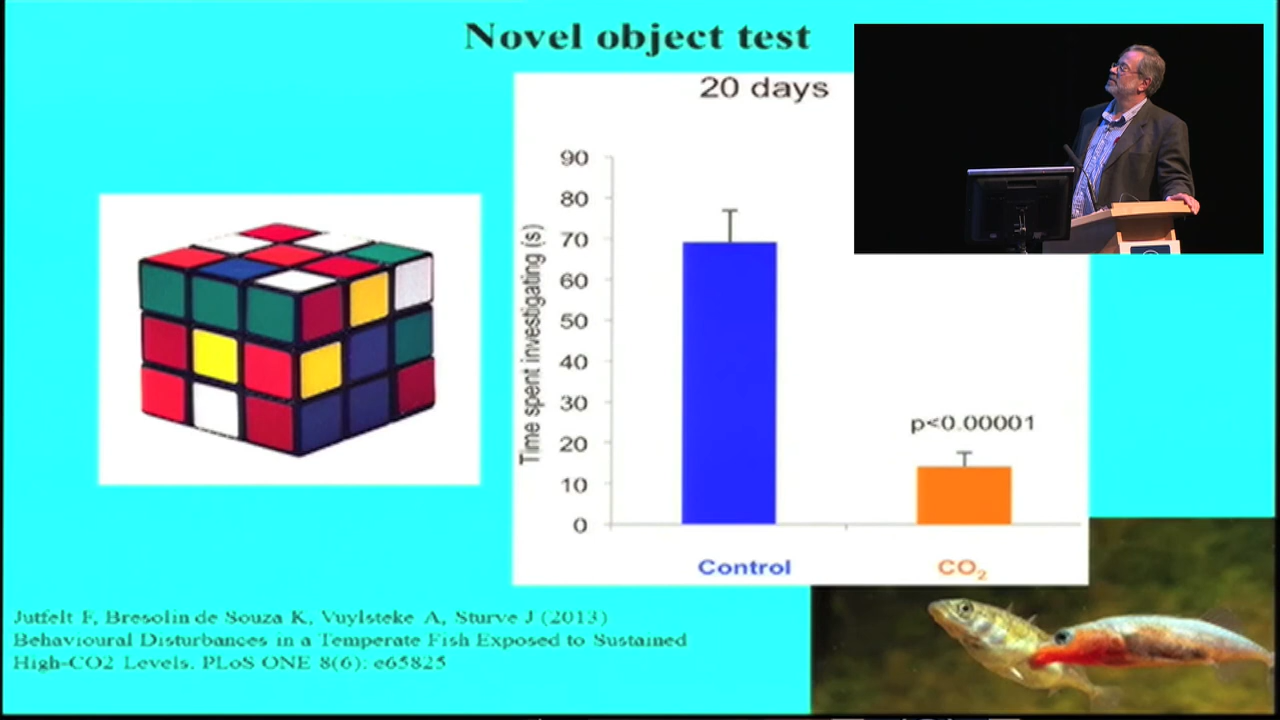 Novel object test
20 days
90
80
70
60
50
40
30
20
10
0
Time spent investigating (s)
p<0.00001
Control
CO₂
Jutfelt F, Bresolin de Souza K, Vuylsteke A, Sturve J (2013)
Behavioural Disturbances in a Temperate Fish Exposed to Sustained
High-CO2 Levels. PLoS ONE 8(6): e65825